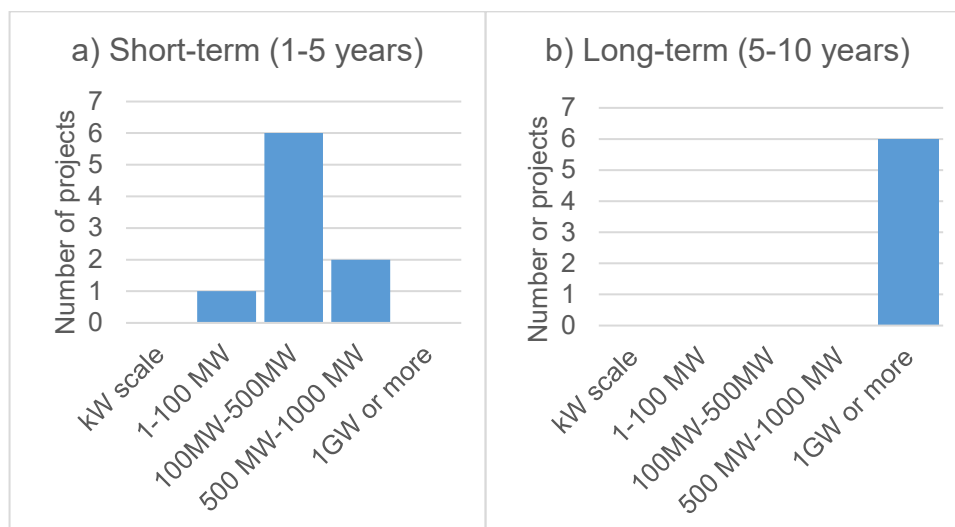 a) Short-term (1-5 years)
Number of projects
7
6
5
4
3
2
1
0
kW scale
1-100 MW
100MW-500MW
500 MW-1000 MW
1GW or more
b) Long-term (5-10 years)
Number or projects
7
6
5
4
3
2
1
0
kW scale
1-100 MW
100MW-500MW
500 MW-1000 MW
1GW or more